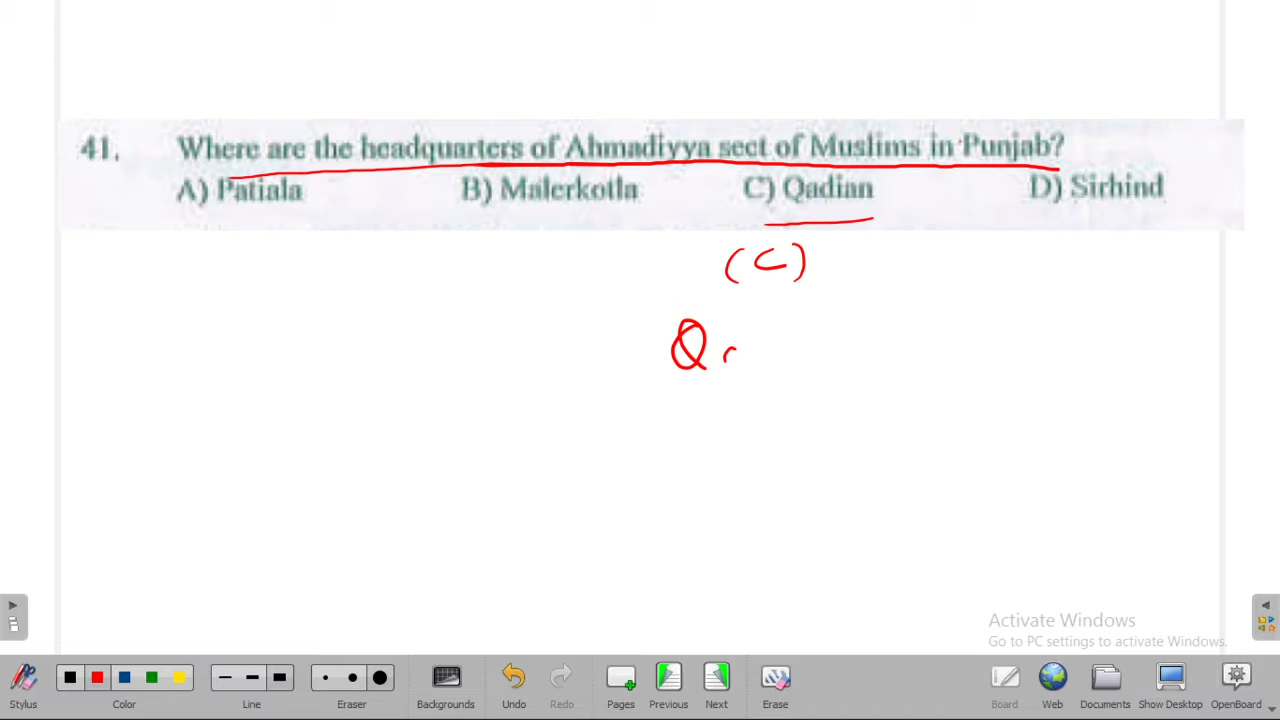 41. Where are the headquarters of Ahmadiyya sect of Muslims in Punjab?
A) Patiala B) Malerkotla C) Qadian D) Sirhind
(C)
Q
Activate Windows
Go to PC settings to activate Windows.
Stylus Color Line Eraser Backgrounds Undo Redo Pages Previous Next Erase Board Web Documents Show Desktop OpenBoard